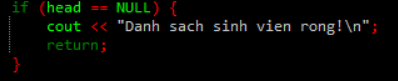 if (head == NULL) {
cout << "Danh sach sinh vien rong!\n";
return;
}